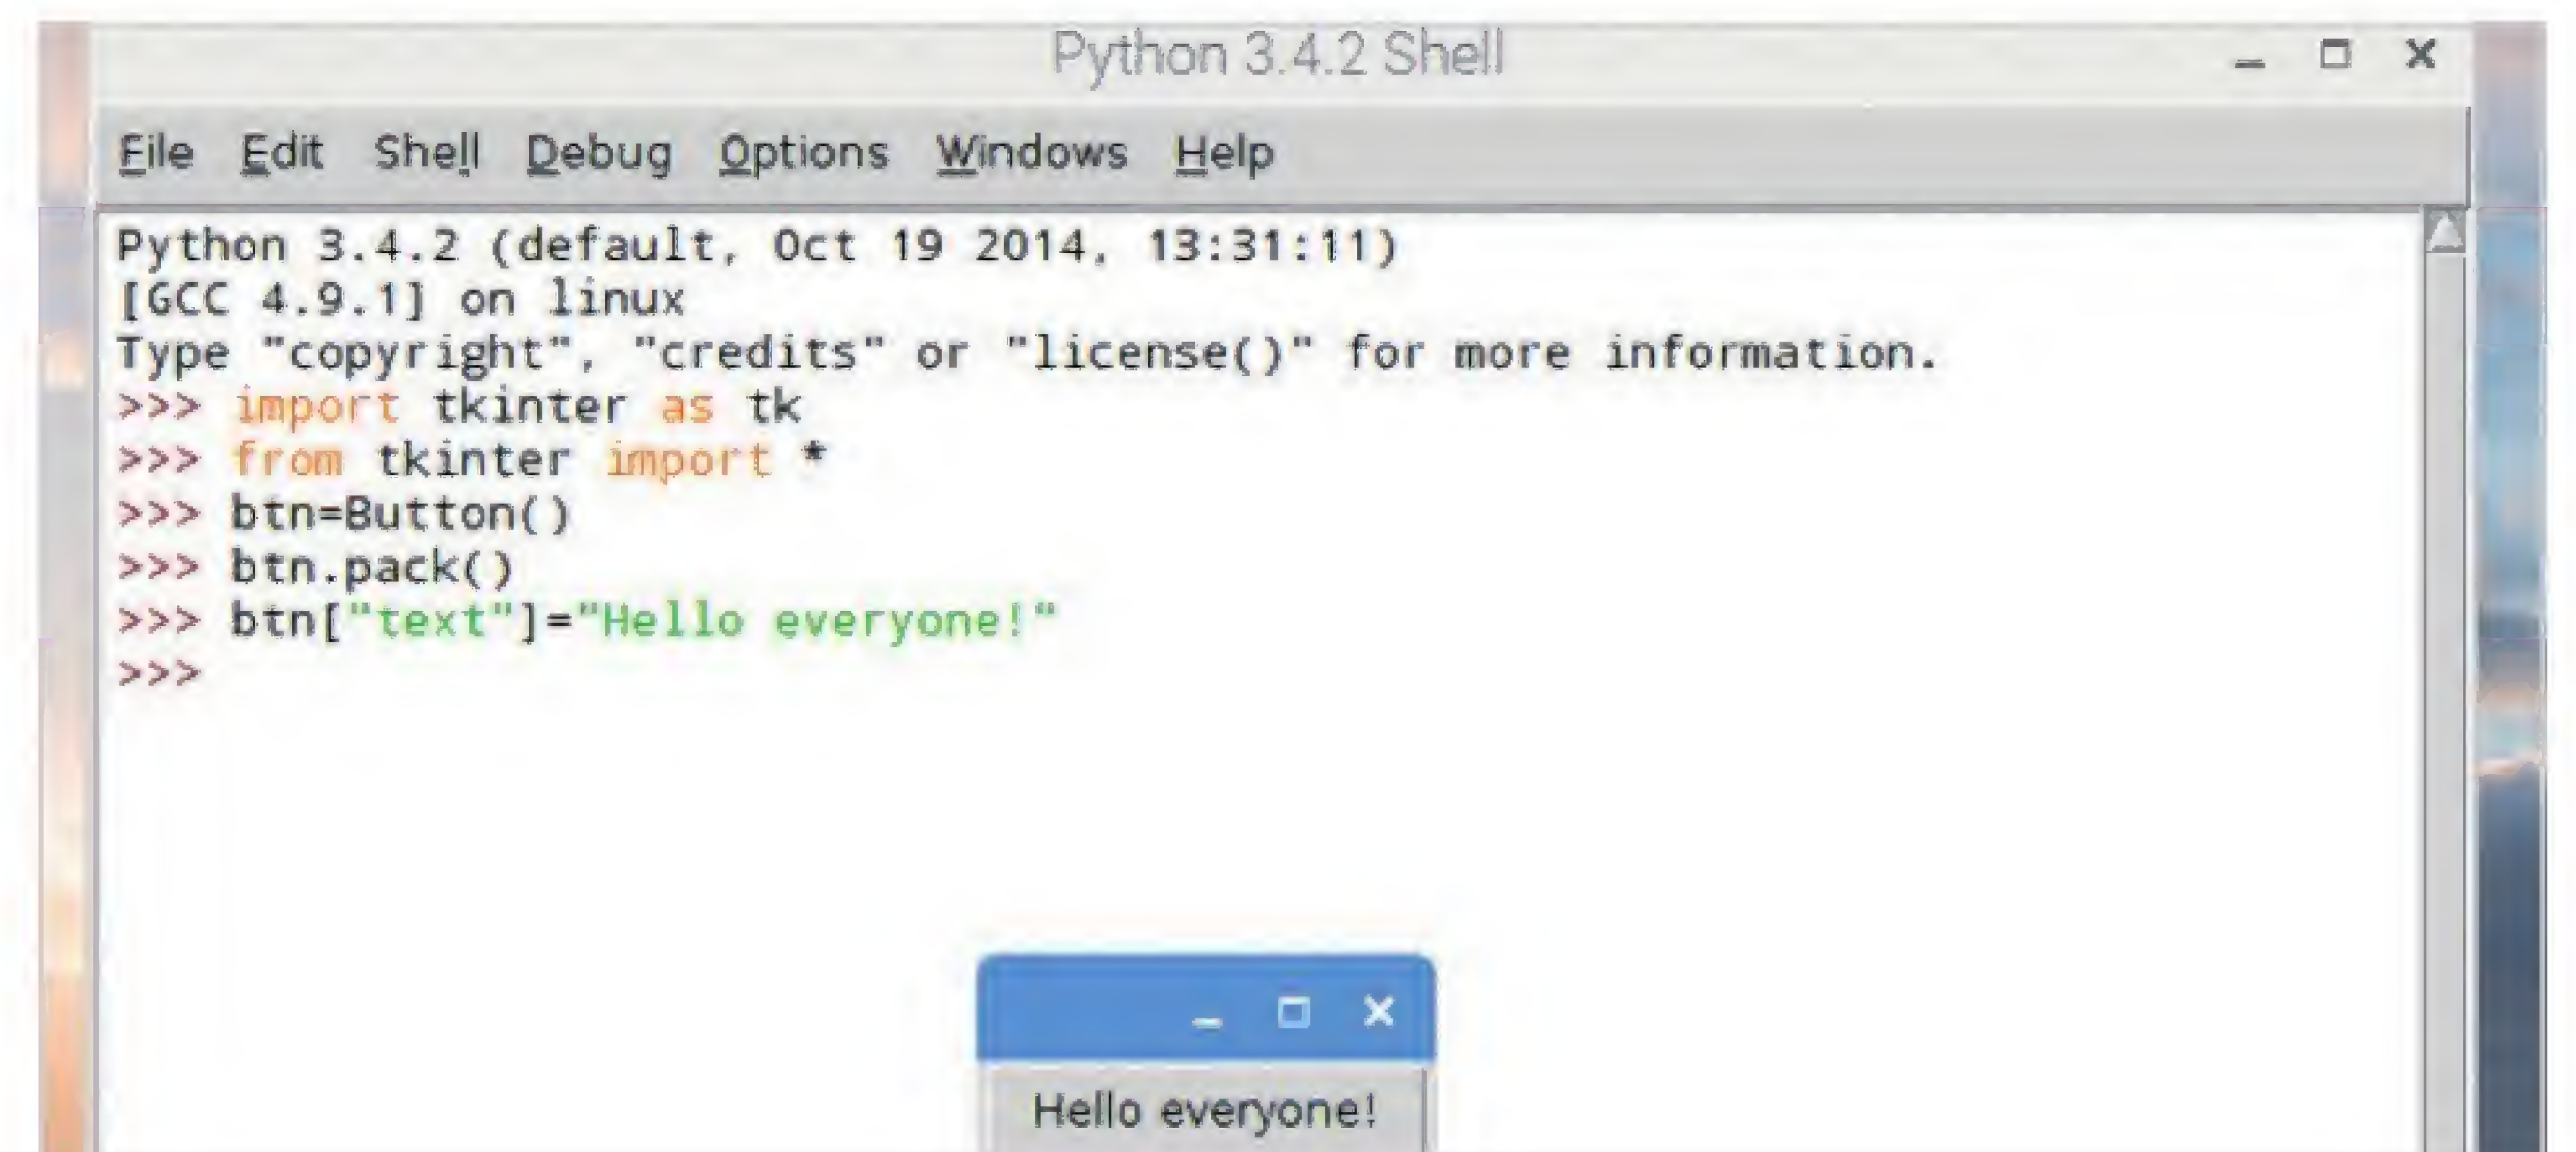 Python 3.4.2 Shell
File Edit Shell Debug Options Windows Help
Python 3.4.2 (default, Oct 19 2014, 13:31:11)
[GCC 4.9.1] on linux
Type "copyright", "credits" or "license()" for more information.
>>> import tkinter as tk
>>> from tkinter import *
>>> btn=Button()
>>> btn.pack()
>>> btn["text"]="Hello everyone!"
>>>
Hello everyone!